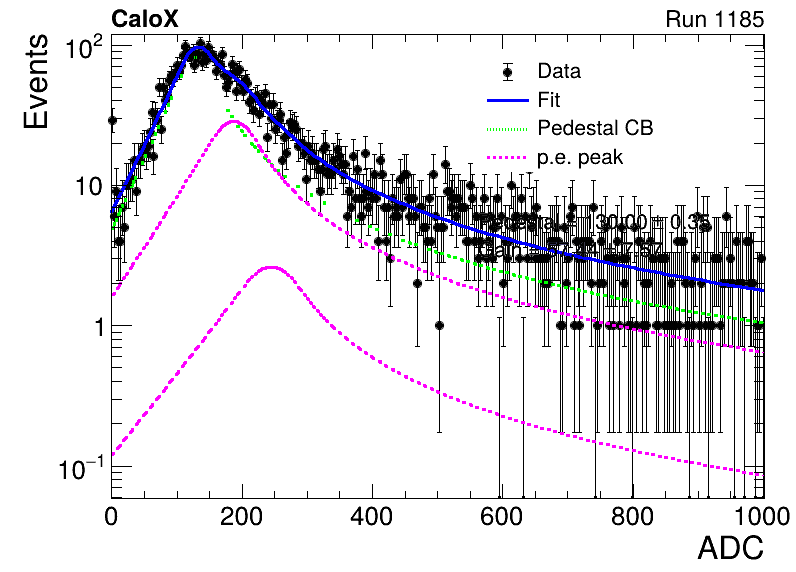 CaloX Run 1185
Events
Data
Fit
Pedestal CB
p.e. peak
10²
10
1
10⁻¹
0 200 400 600 800 1000
ADC